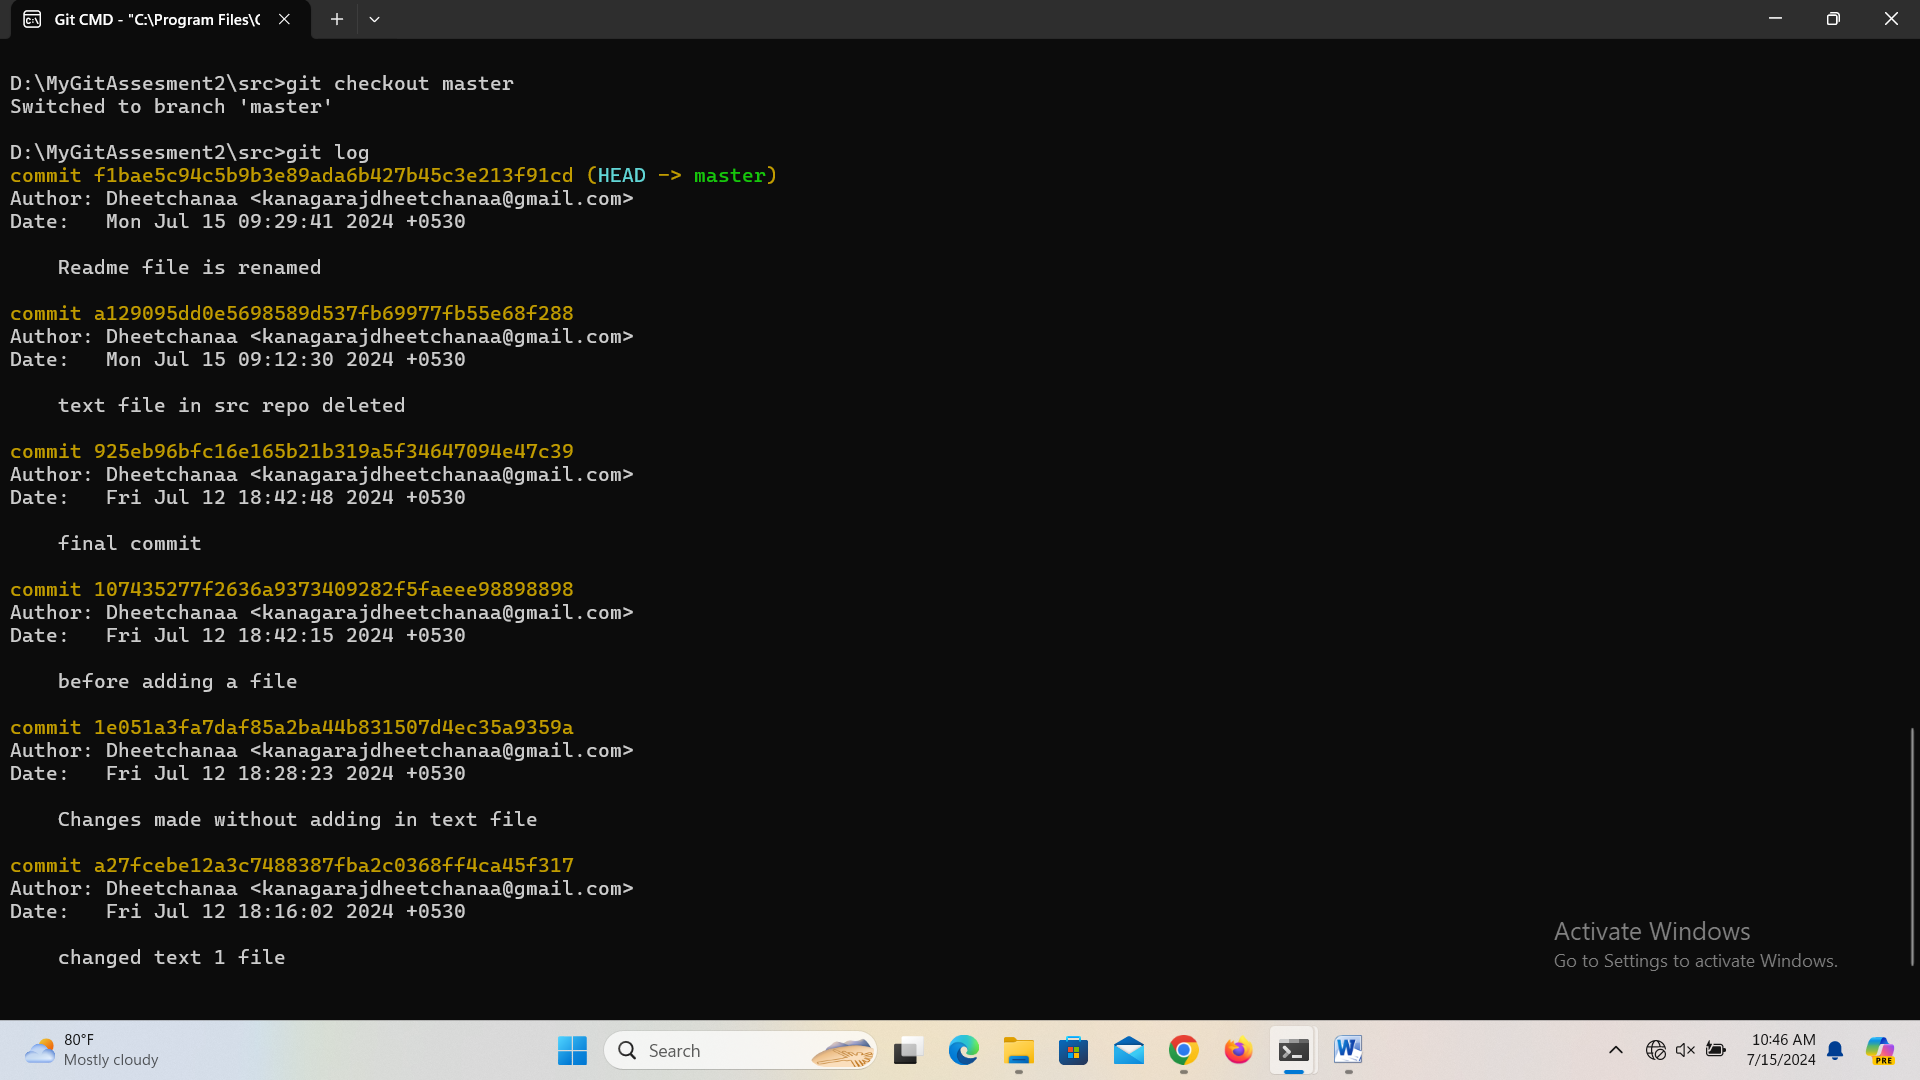 Git CMD - "C:\Program Files\G
D:\MyGitAssesment2\src>git checkout master
Switched to branch 'master'
D:\MyGitAssesment2\src>git log
commit f1bae5c94c5b9b3e89ada6b427b45c3e213f91cd (HEAD -> master)
Author: Dheetchanaa <kanagarajdheetchanaa@gmail.com>
Date:   Mon Jul 15 09:29:41 2024 +0530
Readme file is renamed
commit a129095dd0e5698589d537fb69977fb55e68f288
Author: Dheetchanaa <kanagarajdheetchanaa@gmail.com>
Date:   Mon Jul 15 09:12:30 2024 +0530
text file in src repo deleted
commit 925eb96bfc16e165b21b319a5f34647094e47c39
Author: Dheetchanaa <kanagarajdheetchanaa@gmail.com>
Date:   Fri Jul 12 18:42:48 2024 +0530
final commit
commit 107435277f2636a9373409282f5faeee98898898
Author: Dheetchanaa <kanagarajdheetchanaa@gmail.com>
Date:   Fri Jul 12 18:42:15 2024 +0530
before adding a file
commit 1e051a3fa7daf85a2ba44b831507d4ec35a9359a
Author: Dheetchanaa <kanagarajdheetchanaa@gmail.com>
Date:   Fri Jul 12 18:28:23 2024 +0530
Changes made without adding in text file
commit a27fcebe12a3c7488387fba2c0368ff4ca45f317
Author: Dheetchanaa <kanagarajdheetchanaa@gmail.com>
Date:   Fri Jul 12 18:16:02 2024 +0530
changed text 1 file
Activate Windows
Go to Settings to activate Windows.
80°F
Mostly cloudy
Search
10:46 AM
7/15/2024
PRE